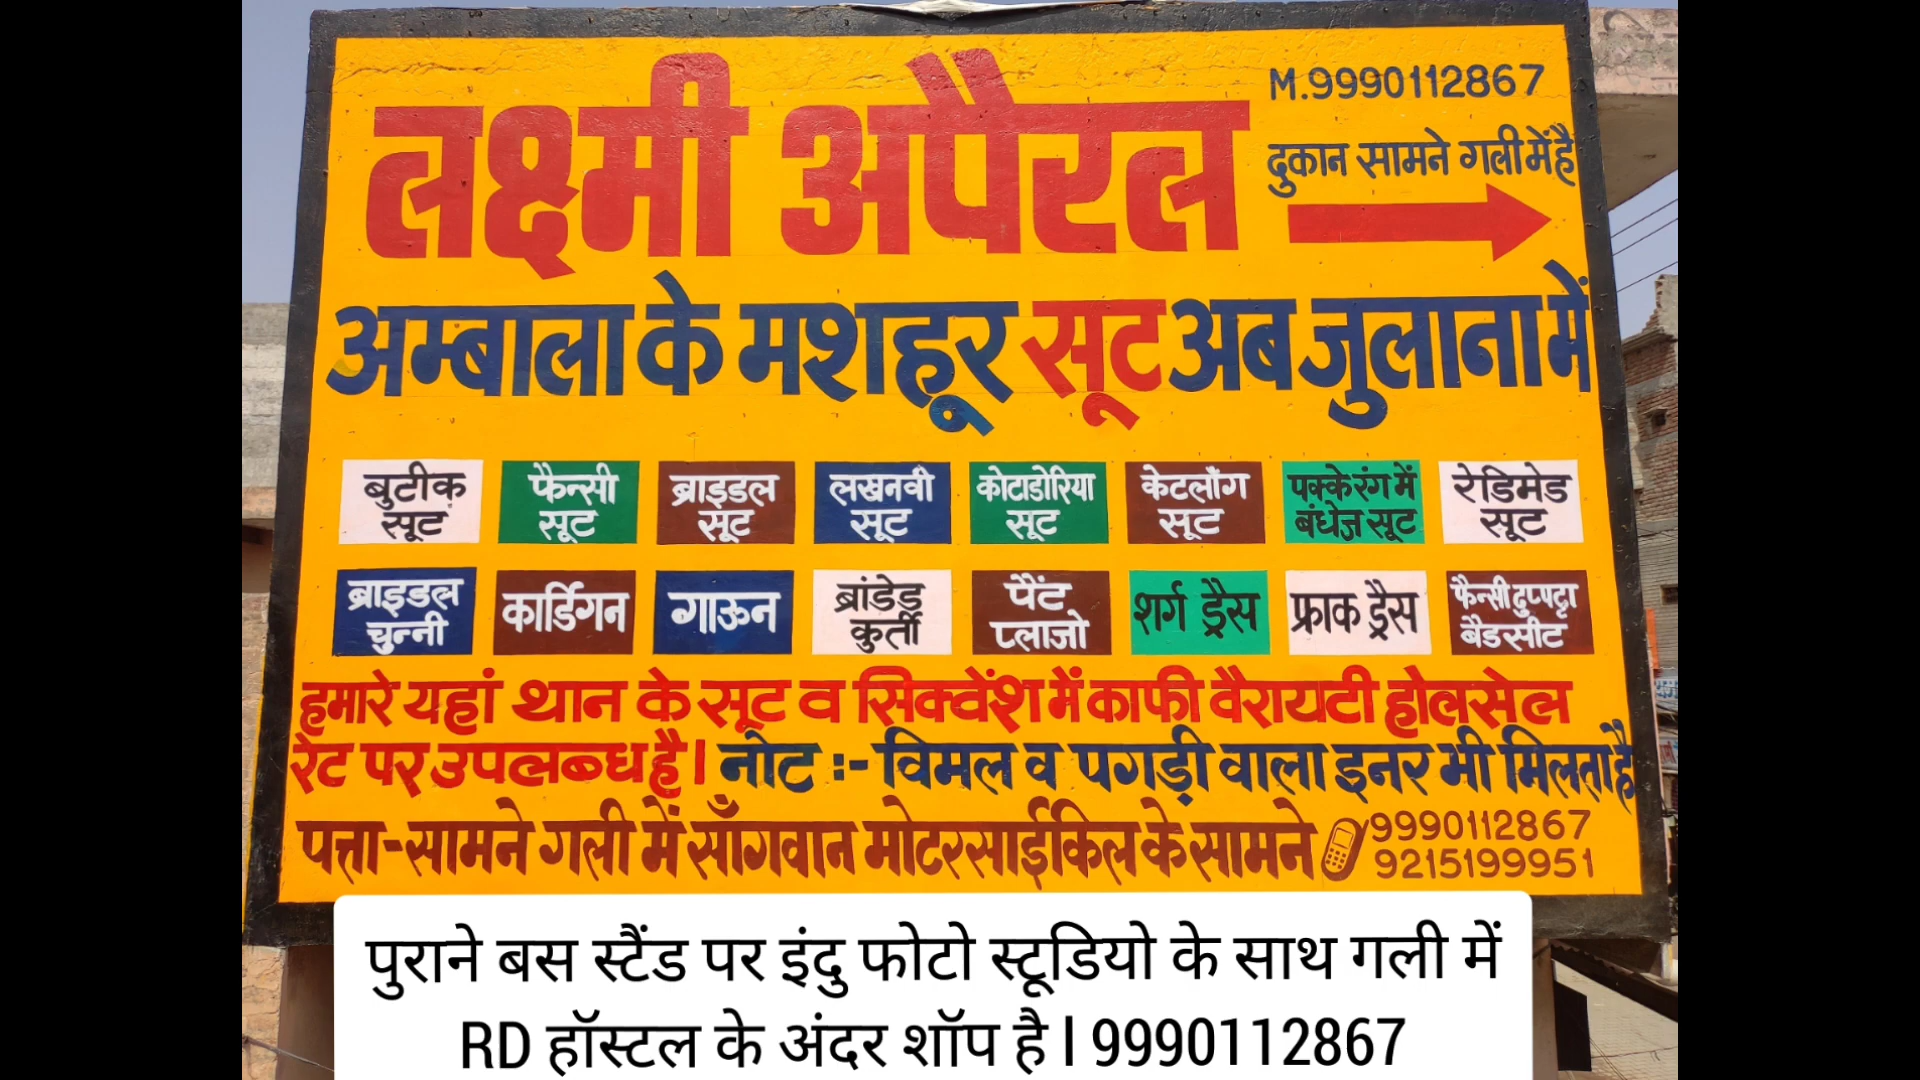 लक्ष्मी अपैरल
M.9990112867
दुकान सामने गली में है
अम्बाला के मशहूर सूट अब जुलाना में
बुटीक सूट
फैन्सी सूट
ब्राइडल सूट
लखनवी सूट
कोटाडोरिया सूट
केटलॉग सूट
पक्के रंग में बंधेज सूट
रेडिमेड सूट
ब्राइडल चुन्नी
कार्डिगन
गाऊन
ब्रांडेड कुर्ती
पैंट प्लाजो
शर्ग ड्रैस
फ्राक ड्रैस
फैन्सी दुप्पट्टा बैडसीट
हमारे यहां थान के सूट व सिक्वेंश में काफी वैरायटी होलसेल
रेट पर उपलब्ध है। नोट :- विमल व पगड़ी वाला इनर भी मिलता है
पत्ता-सामने गली में साँगवान मोटरसाईकिल के सामने 9990112867
9215199951
पुराने बस स्टैंड पर इंदु फोटो स्टूडियो के साथ गली में
RD हॉस्टल के अंदर शॉप है l 9990112867